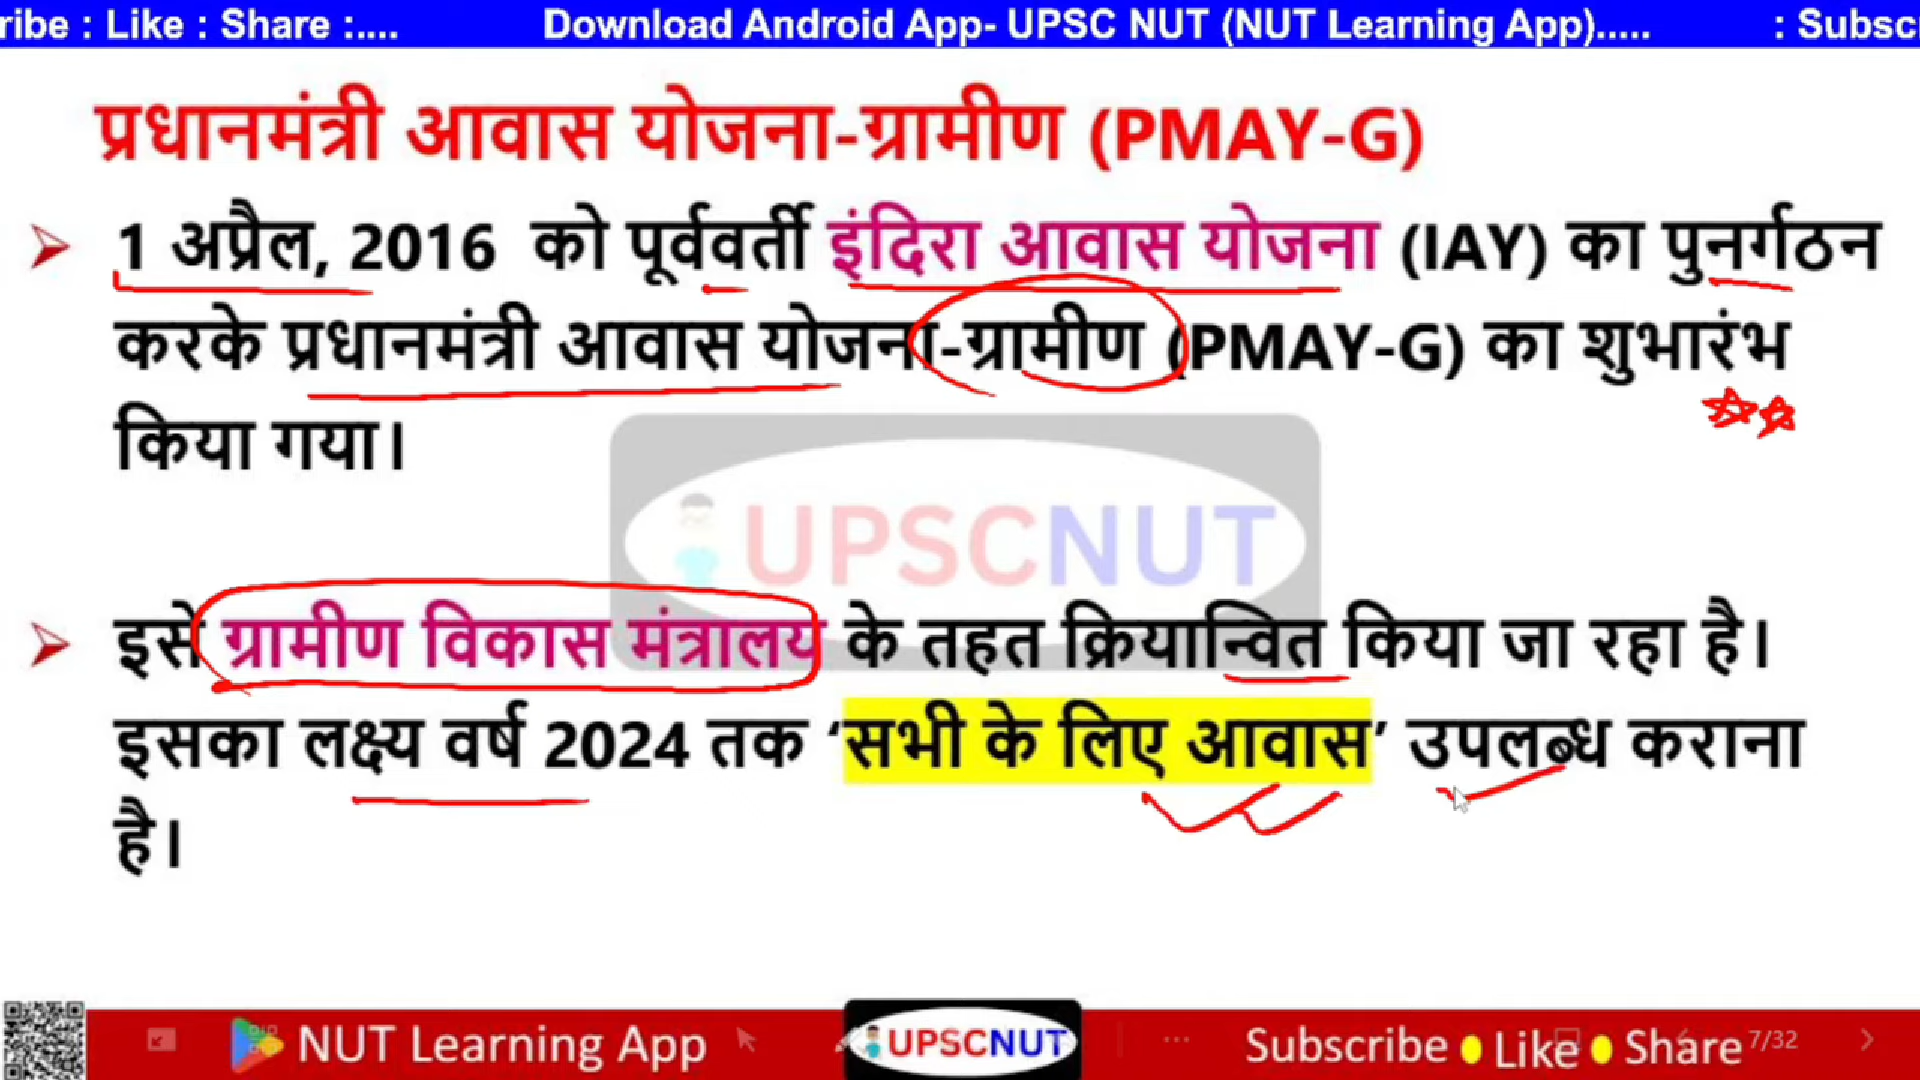 ribe : Like : Share :.... Download Android App- UPSC NUT (NUT Learning App)..... : Subsc
प्रधानमंत्री आवास योजना-ग्रामीण (PMAY-G)
1 अप्रैल, 2016 को पूर्ववर्ती इंदिरा आवास योजना (IAY) का पुनर्गठन
करके प्रधानमंत्री आवास योजना-ग्रामीण (PMAY-G) का शुभारंभ
किया गया।
UPSCNUT
इसे ग्रामीण विकास मंत्रालय के तहत क्रियान्वित किया जा रहा है।
इसका लक्ष्य वर्ष 2024 तक ‘सभी के लिए आवास’ उपलब्ध कराना
है।
NUT Learning App UPSCNUT Subscribe Like Share 7/32